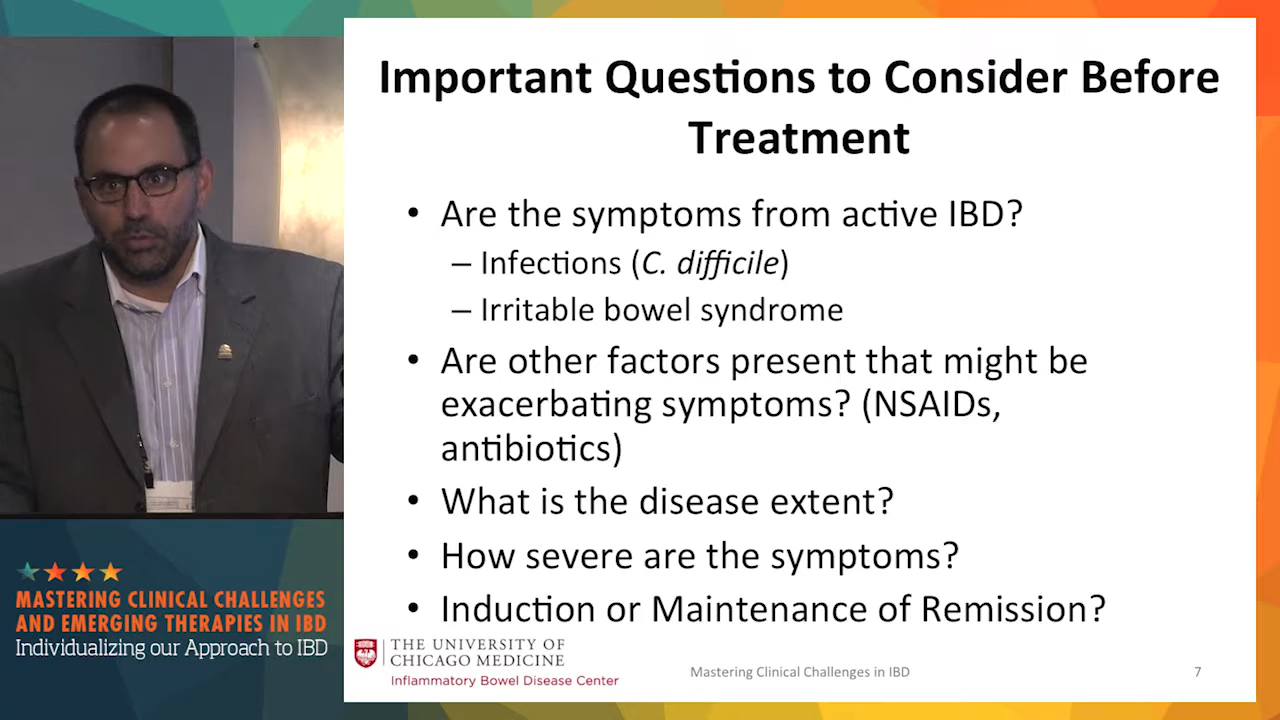 Important Questions to Consider Before
Treatment
• Are the symptoms from active IBD?
– Infections (C. difficile)
– Irritable bowel syndrome
• Are other factors present that might be
exacerbating symptoms? (NSAIDs,
antibiotics)
• What is the disease extent?
• How severe are the symptoms?
• Induction or Maintenance of Remission?
MASTERING CLINICAL CHALLENGES
AND EMERGING THERAPIES IN IBD
Individualizing our Approach to IBD
THE UNIVERSITY OF
CHICAGO MEDICINE
Inflammatory Bowel Disease Center
Mastering Clinical Challenges in IBD
7